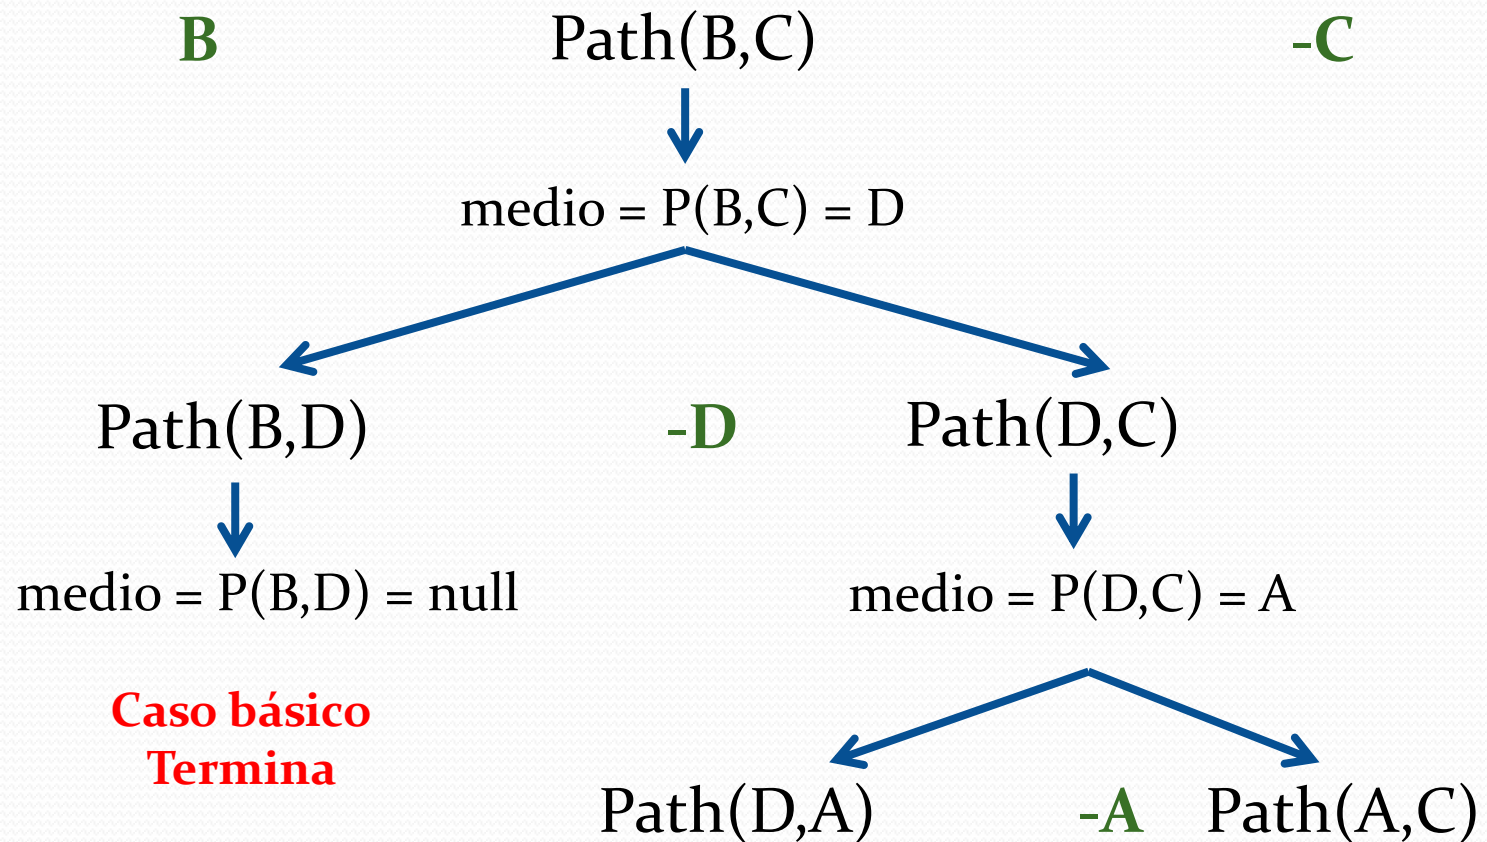 B Path(B,C) -C
medio = P(B,C) = D
Path(B,D) -D Path(D,C)
medio = P(B,D) = null medio = P(D,C) = A
Caso básico
Termina
Path(D,A) -A Path(A,C)